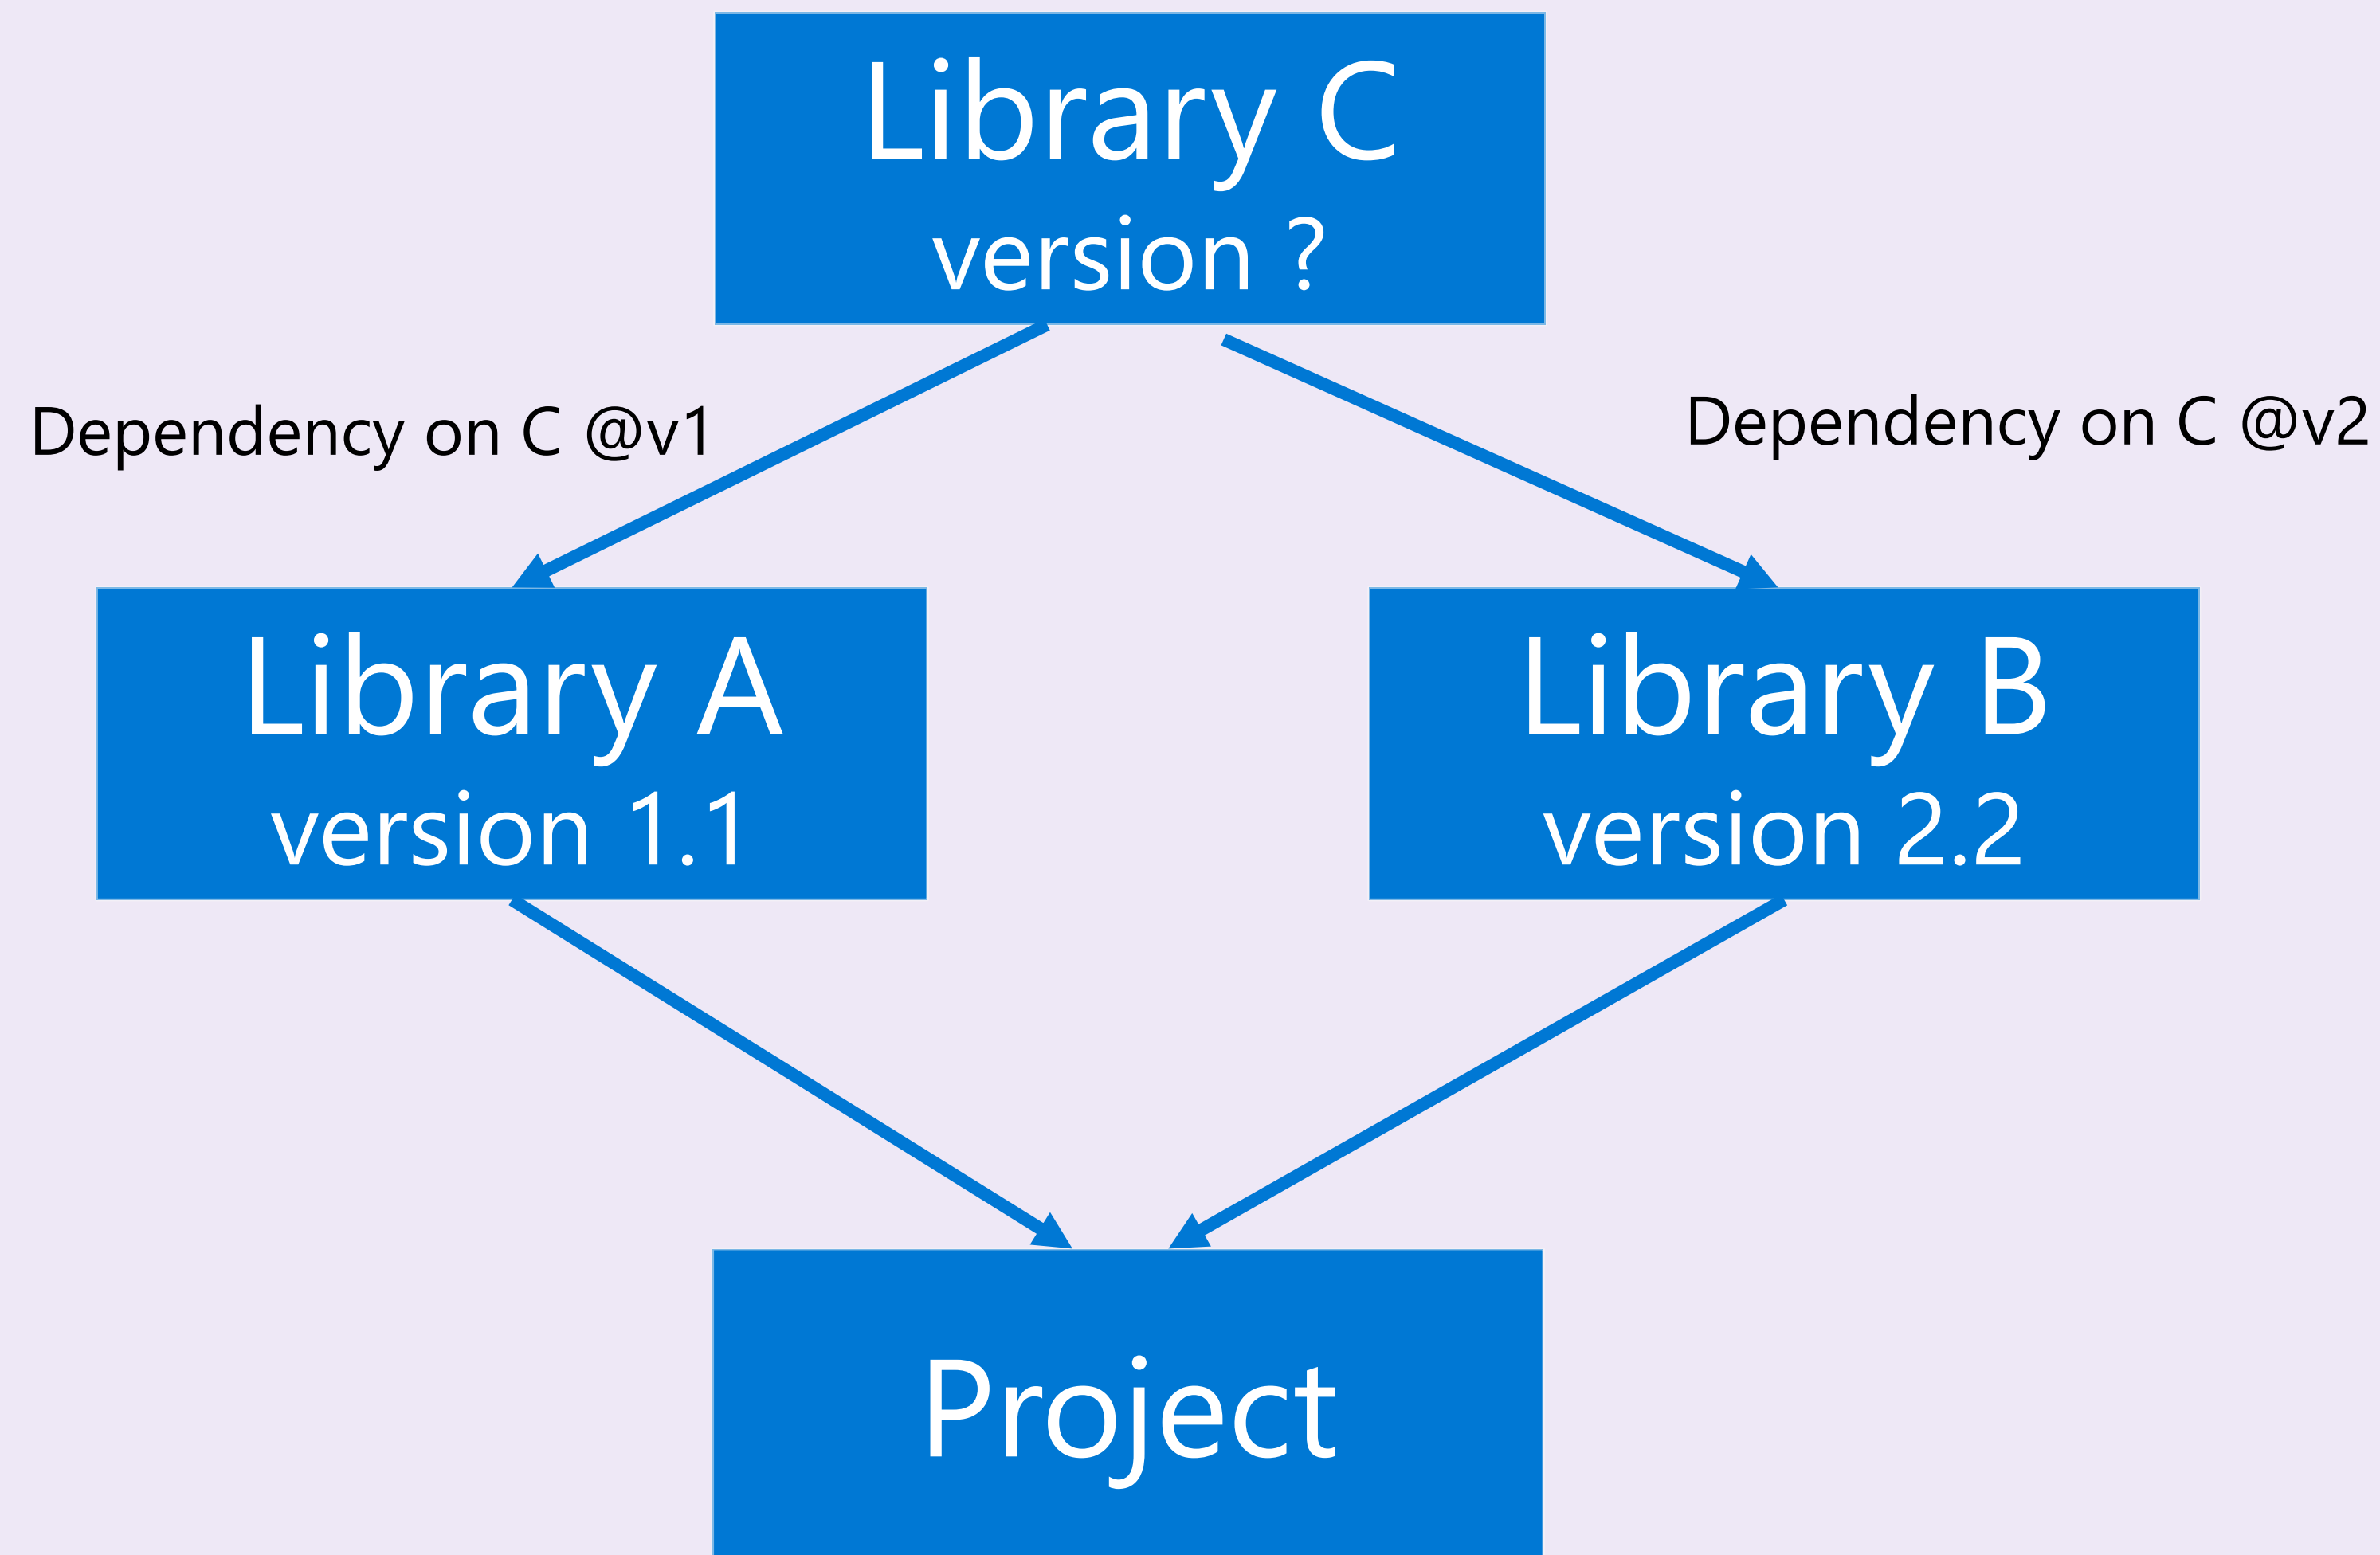 Library C
version ?
Dependency on C @v1
Dependency on C @v2
Library A
version 1.1
Library B
version 2.2
Project